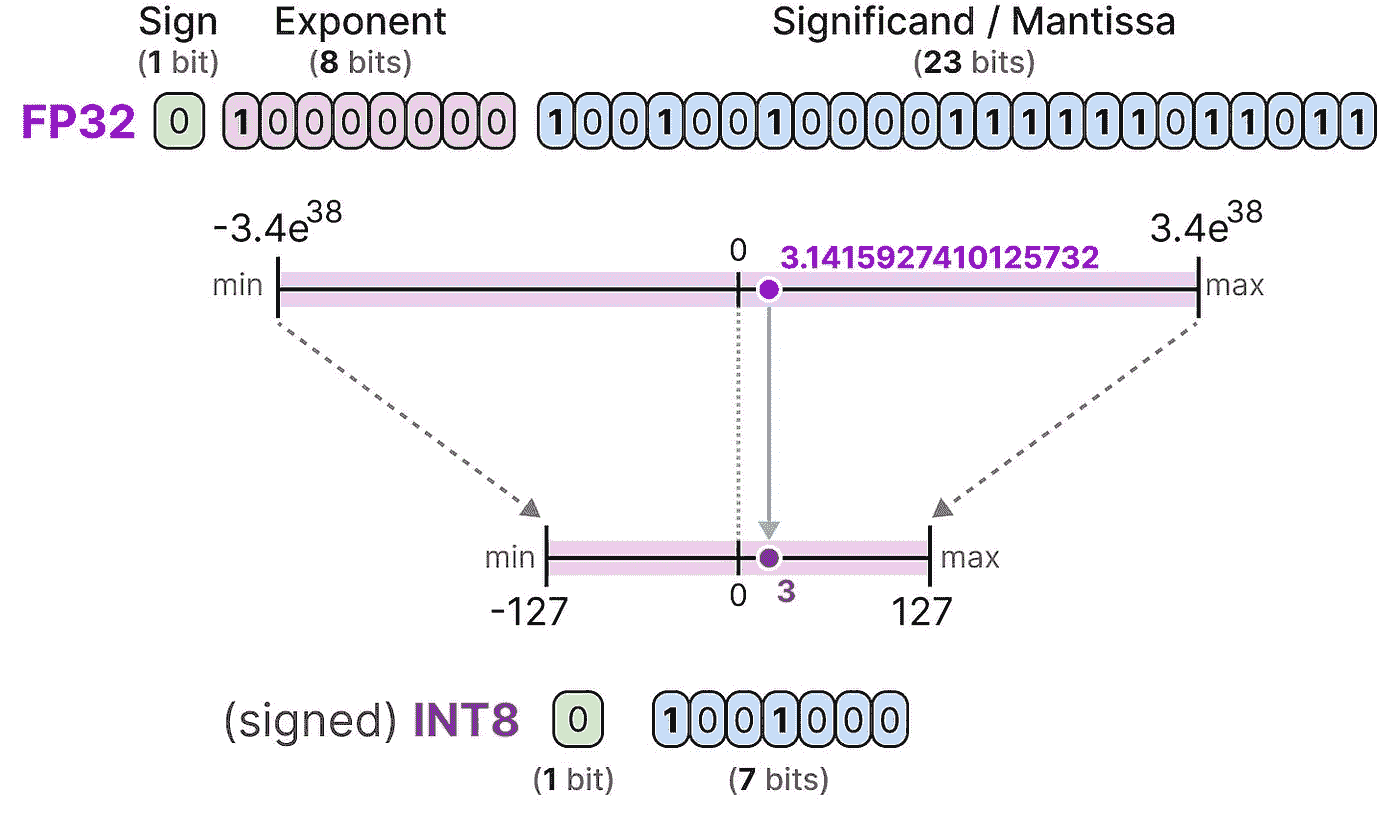 Sign Exponent Significand / Mantissa
(1 bit) (8 bits) (23 bits)
FP32 0 10000000 10010010000111111011011
-3.4e38 3.4e38
0 3.1415927410125732
min max
min max
0 3
-127 127
(signed) INT8 0 1001000
(1 bit) (7 bits)